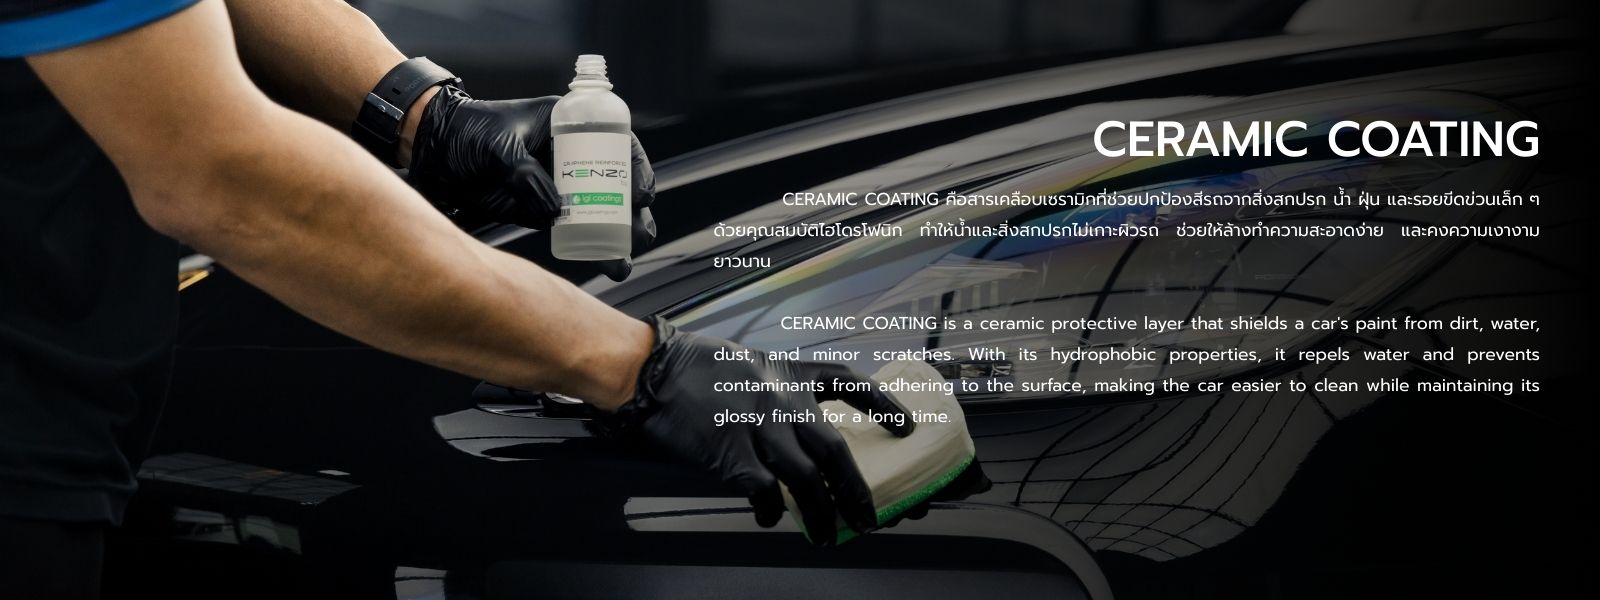 CERAMIC COATING
CERAMIC COATING คือสารเคลือบเซรามิกที่ช่วยปกป้องสีรถจากสิ่งสกปรก น้ำ ฝุ่น และรอยขีดข่วนเล็ก ๆ
ด้วยคุณสมบัติไฮโดรโฟบิก ทำให้น้ำและสิ่งสกปรกไม่เกาะผิวรถ ช่วยให้ล้างทำความสะอาดง่าย และคงความเงางาม
ยาวนาน
CERAMIC COATING is a ceramic protective layer that shields a car's paint from dirt, water,
dust, and minor scratches. With its hydrophobic properties, it repels water and prevents
contaminants from adhering to the surface, making the car easier to clean while maintaining its
glossy finish for a long time.
GRAPHENE REINFORCED
KENZO
igl coatings